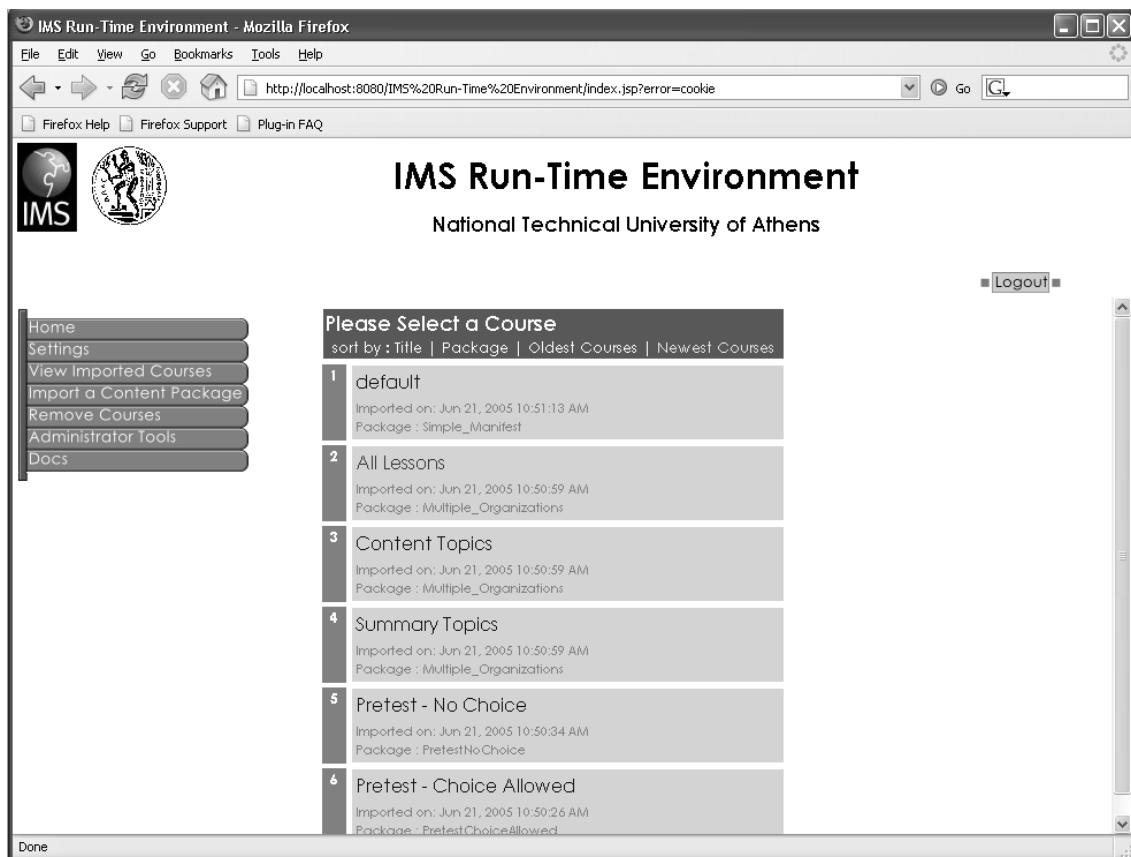 IMS Run-Time Environment - Mozilla Firefox
File Edit View Go Bookmarks Tools Help
http://localhost:8080/IMS%20Run-Time%20Environment/index.jsp?error=cookie Go G
Firefox Help Firefox Support Plug-in FAQ
IMS
IMS Run-Time Environment
National Technical University of Athens
Logout
Home
Settings
View Imported Courses
Import a Content Package
Remove Courses
Administrator Tools
Docs
Please Select a Course
sort by : Title | Package | Oldest Courses | Newest Courses
1 default
Imported on: Jun 21, 2005 10:51:13 AM
Package : Simple_Manifest
2 All Lessons
Imported on: Jun 21, 2005 10:50:59 AM
Package : Multiple_Organizations
3 Content Topics
Imported on: Jun 21, 2005 10:50:59 AM
Package : Multiple_Organizations
4 Summary Topics
Imported on: Jun 21, 2005 10:50:59 AM
Package : Multiple_Organizations
5 Pretest - No Choice
Imported on: Jun 21, 2005 10:50:34 AM
Package : PretestNoChoice
6 Pretest - Choice Allowed
Imported on: Jun 21, 2005 10:50:26 AM
Package : PretestChoiceAllowed
Done